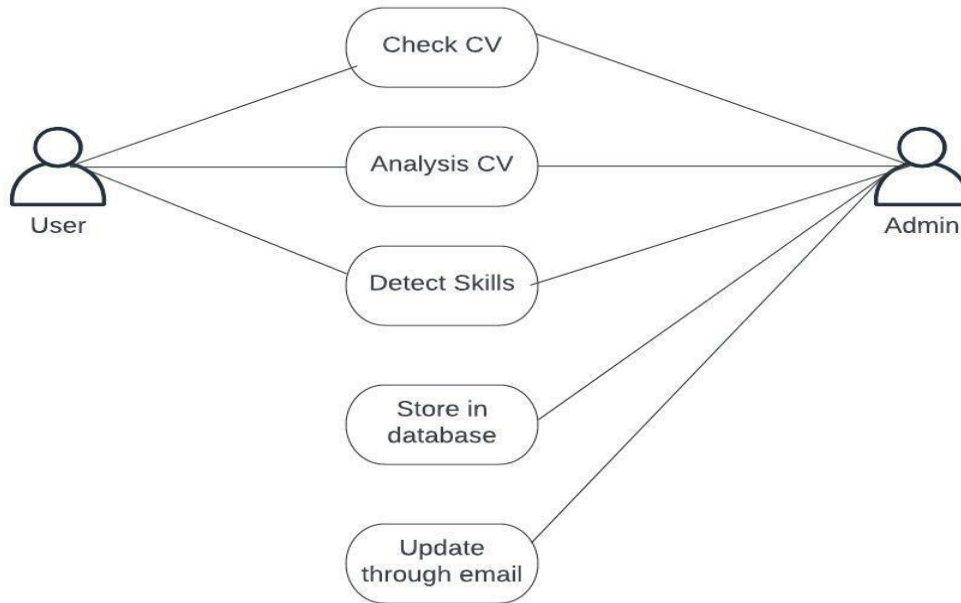 Check CV
Analysis CV
User
Admin
Detect Skills
Store in
database
Update
through email